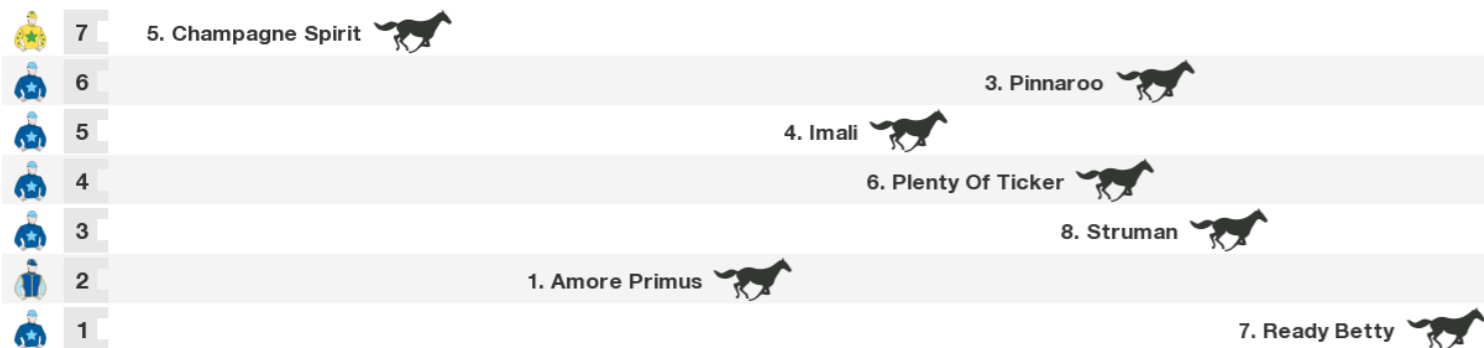 7 5. Champagne Spirit
6 3. Pinnaroo
5 4. Imali
4 6. Plenty Of Ticker
3 8. Struman
2 1. Amore Primus
1 7. Ready Betty